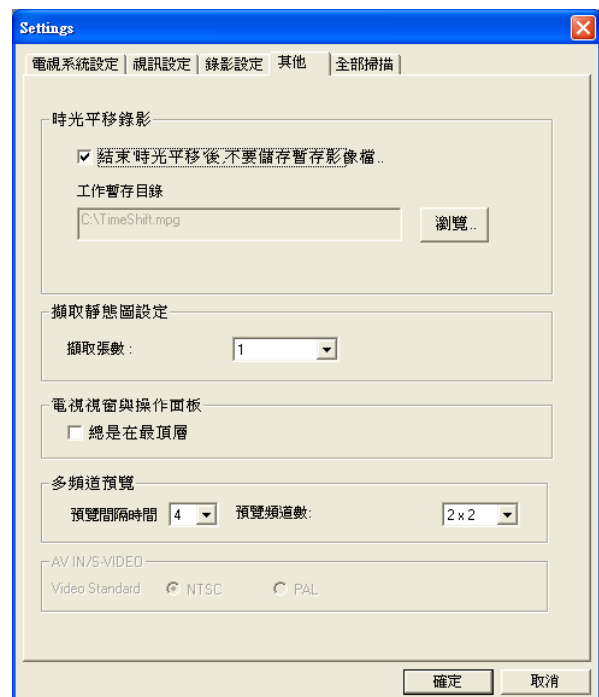 Settings
電視系統設定 視訊設定 錄影設定 其他 全部掃描
時光平移錄影
結束'時光平移'後,不要儲存暫存影像檔..
工作暫存目錄
C:\TimeShift.mpg 瀏覽..
擷取靜態圖設定
擷取張數 : 1
電視視窗與操作面板
總是在最頂層
多頻道預覽
預覽間隔時間 4 預覽頻道數: 2 x 2
AV IN/S-VIDEO
Video Standard NTSC PAL
確定 取消